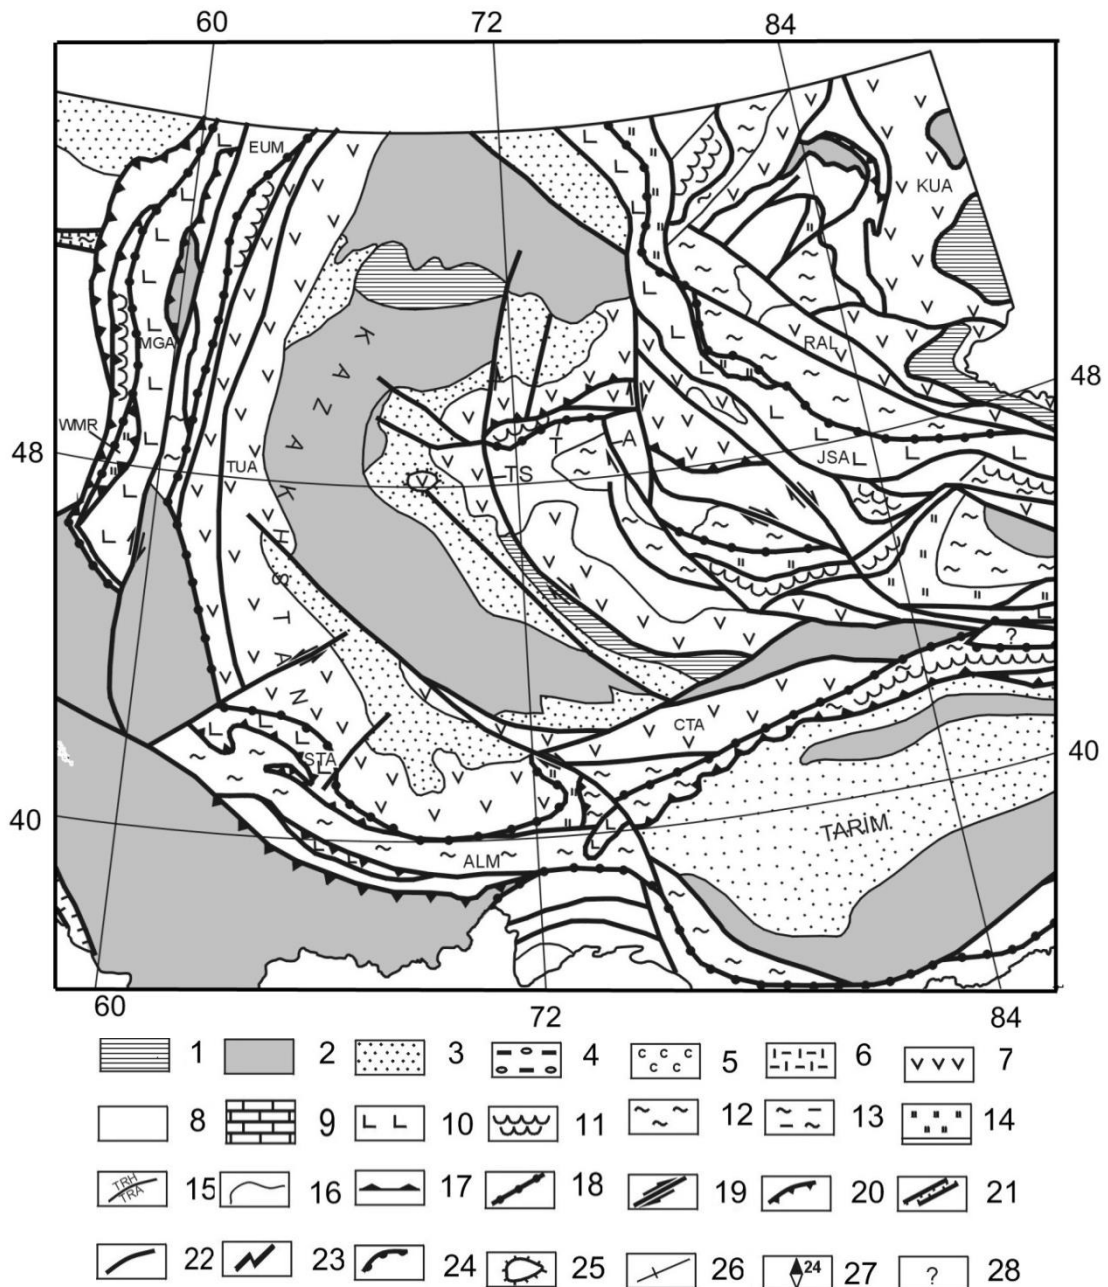 60 72 84
EUM
KUA
MGA
RAL
48
WMR
48
TUA
TS
T
A
JSA
KAZAKHSTAN
?
CTA
STA
40
40
TARIM
ALM
60 72 84
1 2 3 4 5 6 7
8 9 10 11 12 13 14
TRH
TRA
15 16 17 18 19 20 21
22 23 24 25 26 24 27 ? 28